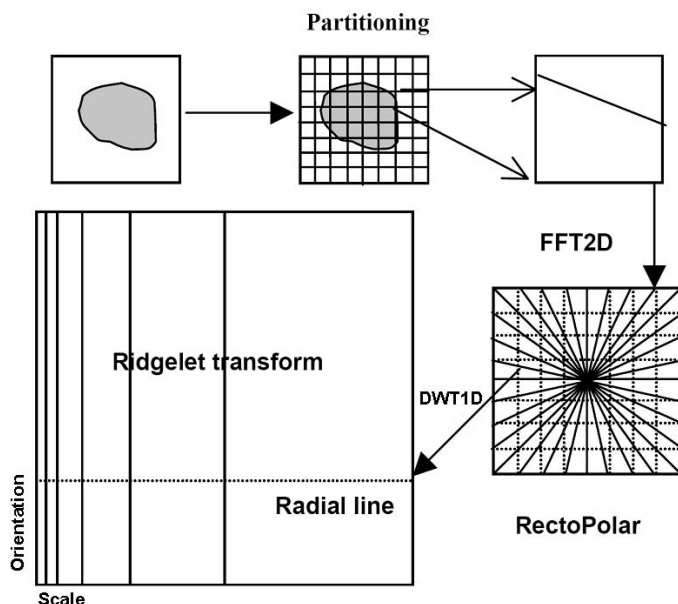 Partitioning
FFT2D
Ridgelet transform
DWT1D
Radial line
RectoPolar
Orientation
Scale